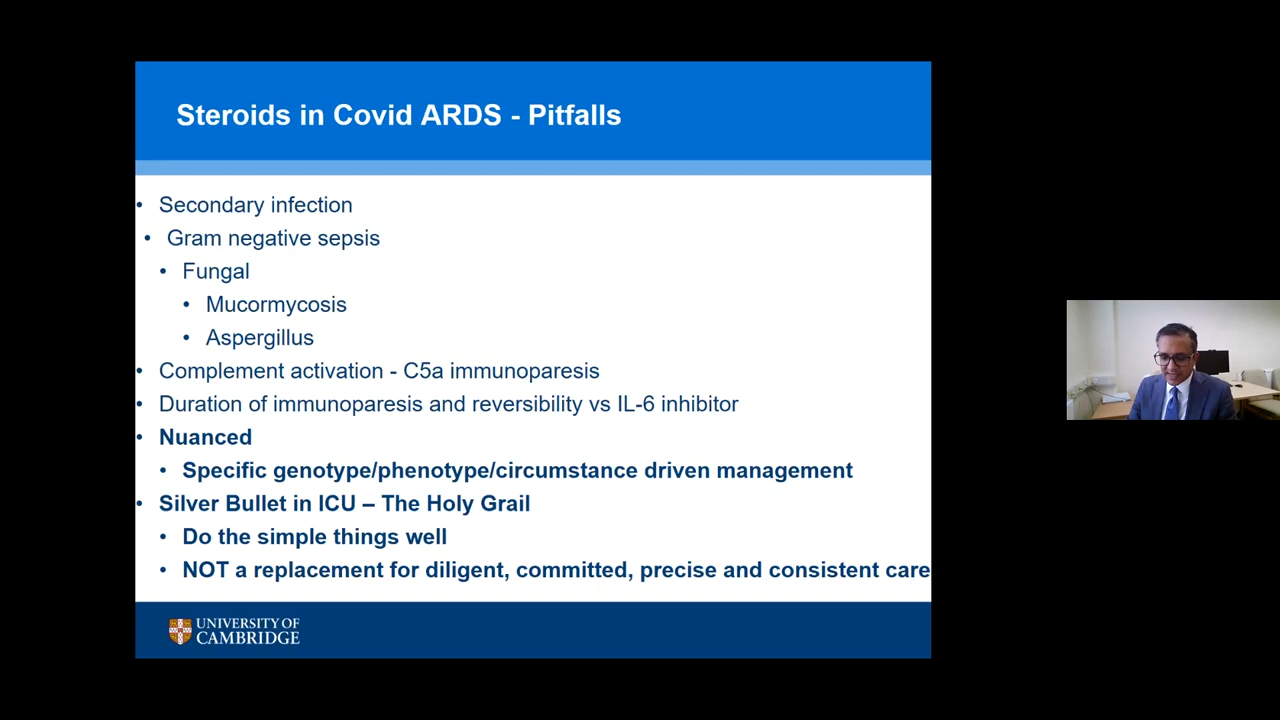 Steroids in Covid ARDS - Pitfalls
• Secondary infection
• Gram negative sepsis
• Fungal
• Mucormycosis
• Aspergillus
• Complement activation - C5a immunoparesis
• Duration of immunoparesis and reversibility vs IL-6 inhibitor
• Nuanced
• Specific genotype/phenotype/circumstance driven management
• Silver Bullet in ICU – The Holy Grail
• Do the simple things well
• NOT a replacement for diligent, committed, precise and consistent care
UNIVERSITY OF
CAMBRIDGE